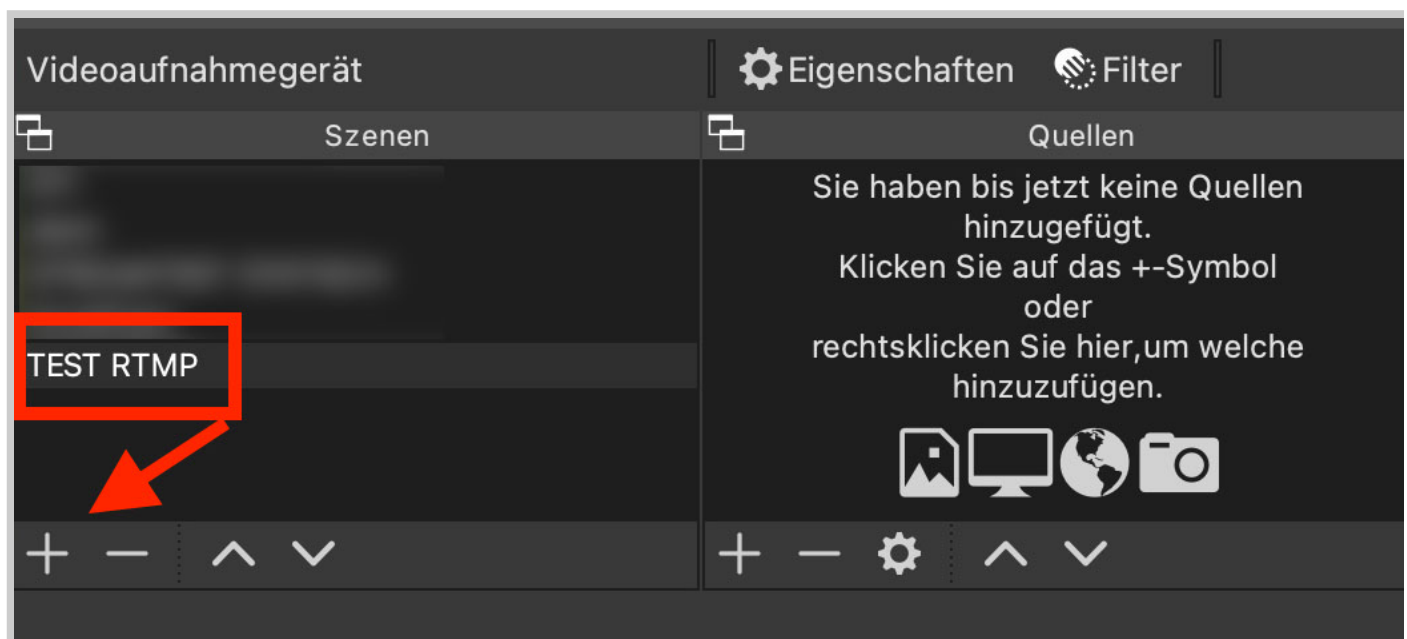 Videoaufnahmegerät
Eigenschaften
Filter
Szenen
TEST RTMP
Quellen
Sie haben bis jetzt keine Quellen
hinzugefügt.
Klicken Sie auf das +-Symbol
oder
rechtsklicken Sie hier,um welche
hinzuzufügen.